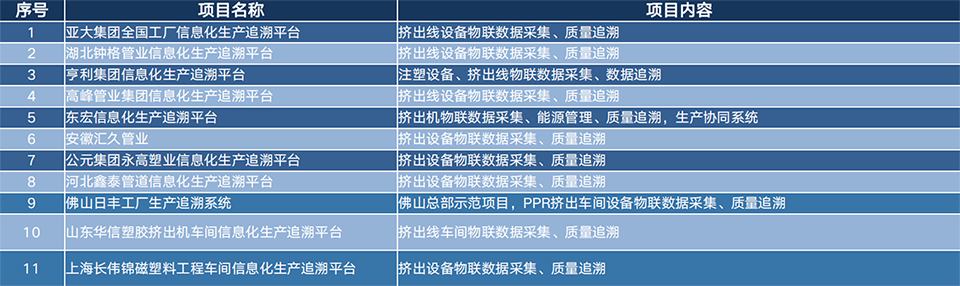 序号 项目名称 项目内容
1 亚大集团全国工厂信息化生产追溯平台 挤出线设备物联数据采集、质量追溯
2 湖北钟格管业信息化生产追溯平台 挤出线设备物联数据采集、质量追溯
3 亨利集团信息化生产追溯平台 注塑设备、挤出线物联数据采集、数据追溯
4 高峰管业集团信息化生产追溯平台 挤出线设备物联数据采集、质量追溯
5 东宏信息化生产追溯平台 挤出机物联数据采集、能源管理、质量追溯，生产协同系统
6 安徽汇久管业 挤出设备物联数据采集、质量追溯
7 公元集团永高塑业信息化生产追溯平台 挤出设备物联数据采集、质量追溯
8 河北鑫泰管道信息化生产追溯平台 挤出设备物联数据采集、质量追溯
9 佛山日丰工厂生产追溯系统 佛山总部示范项目，PPR挤出车间设备物联数据采集、质量追溯
10 山东华信塑胶挤出机车间信息化生产追溯平台 挤出线车间物联数据采集、质量追溯
11 上海长伟锦磁塑料工程车间信息化生产追溯平台 挤出设备物联数据采集、质量追溯